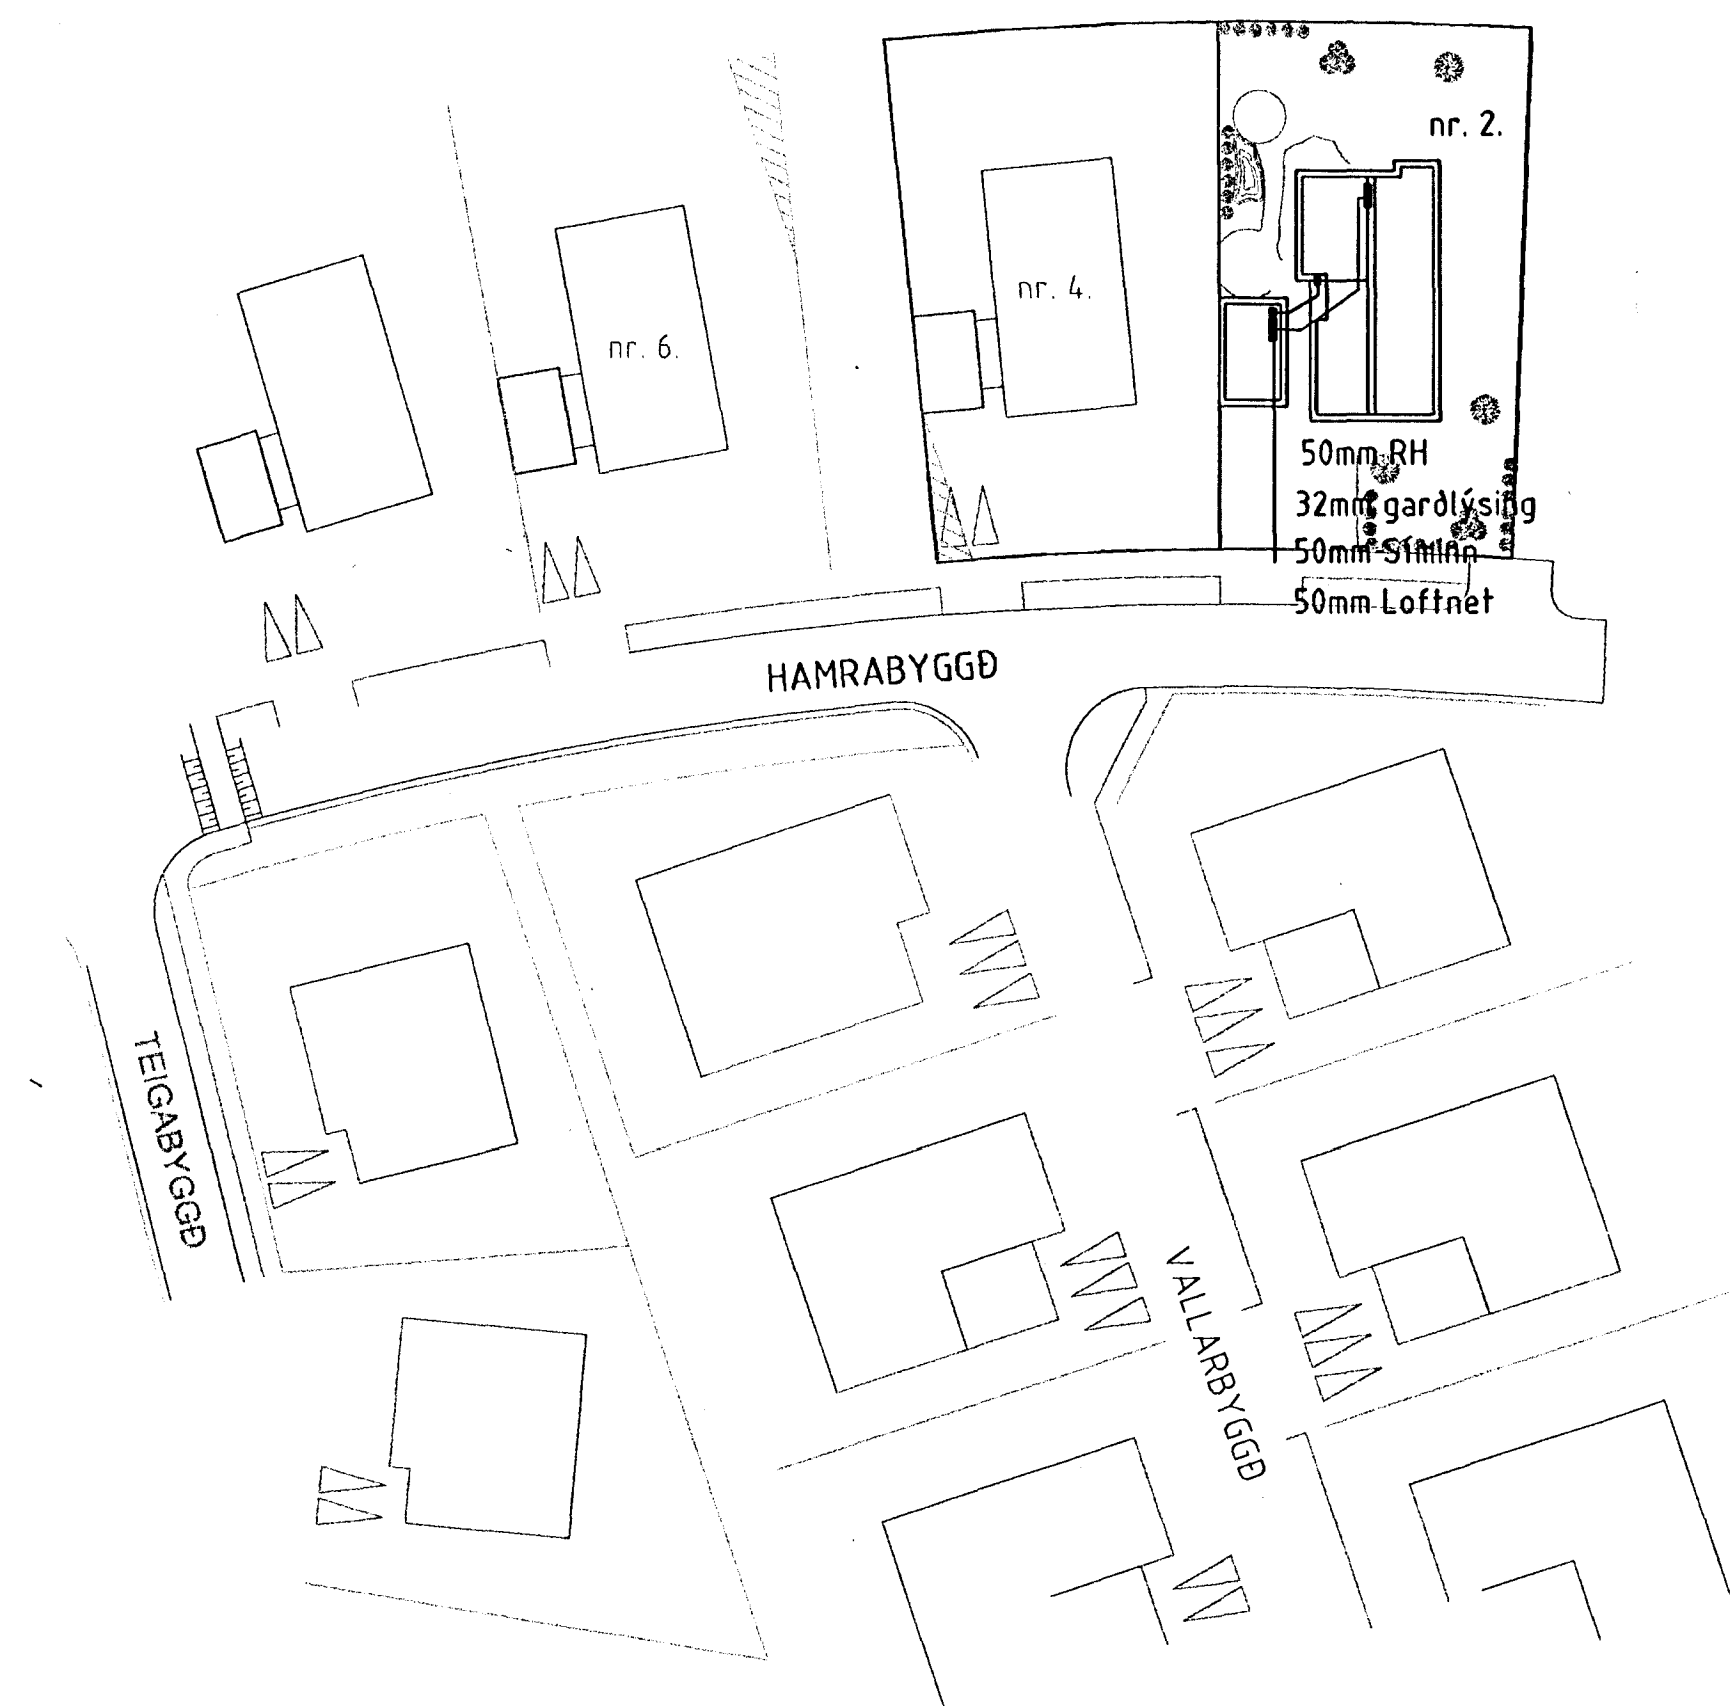 nr. 2.
nr. 4.
nr. 6.
50mm RH
32mm garðlýsing
50mm Síminn
50mm Loftnet
HAMRABYGGÐ
TEIGABYGGÐ
VALLARBYGGÐ